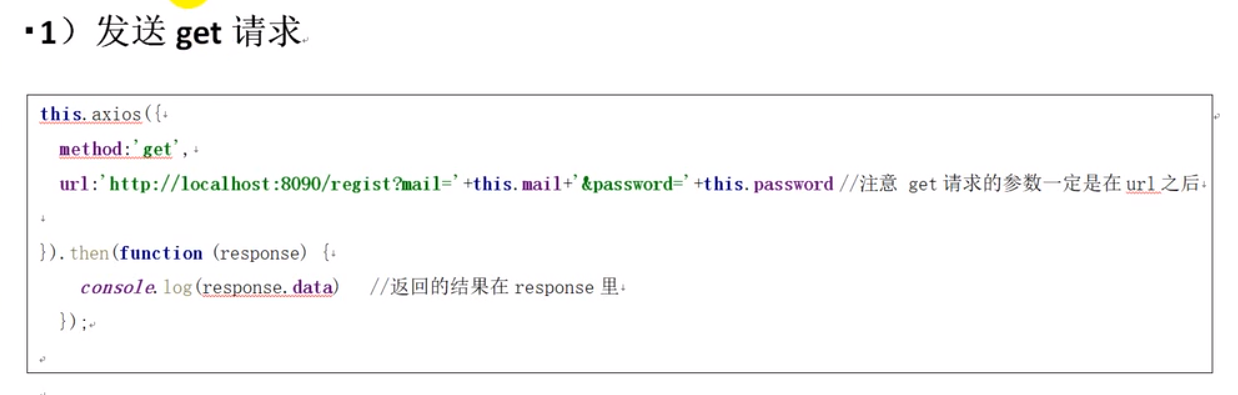 ▪1）发送 get 请求
this.axios({
method:'get',
url:'http://localhost:8090/regist?mail='+this.mail+'&password='+this.password //注意 get 请求的参数一定是在 url 之后
}).then(function (response) {
console.log(response.data) //返回的结果在 response 里
});